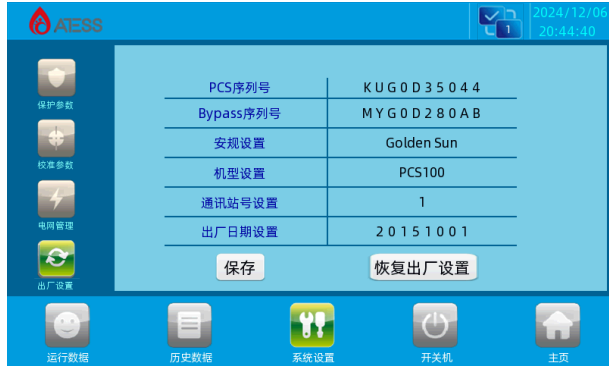 ATESS
2024/12/06
1
20:44:40
保护参数
校准参数
电网管理
出厂设置
PCS序列号 KUG0D35044
Bypass序列号 MYG0D280AB
安规设置 Golden Sun
机型设置 PCS100
通讯站号设置 1
出厂日期设置 20151001
保存 恢复出厂设置
运行数据 历史数据 系统设置 开关机 主页